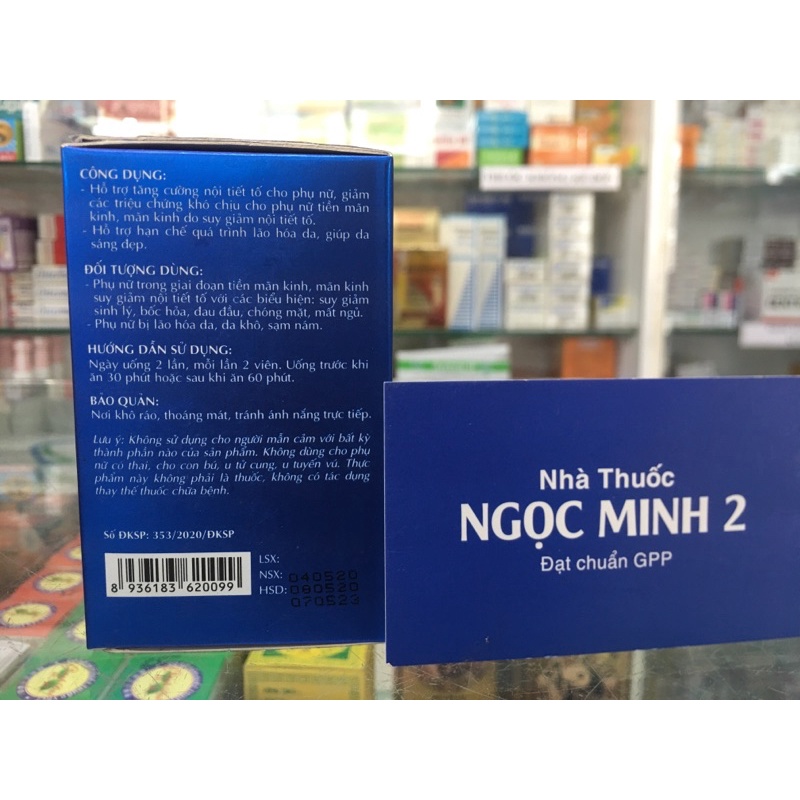 CÔNG DỤNG:
- Hỗ trợ tăng cường nội tiết tố cho phụ nữ, giảm
các triệu chứng khó chịu cho phụ nữ tiền mãn
kinh, mãn kinh do suy giảm nội tiết tố.
- Hỗ trợ hạn chế quá trình lão hóa da, giúp da
sáng đẹp.
ĐỐI TƯỢNG DÙNG:
- Phụ nữ trong giai đoạn tiền mãn kinh, mãn kinh
suy giảm nội tiết tố với các biểu hiện: suy giảm
sinh lý, bốc hỏa, đau đầu, chóng mặt, mất ngủ.
- Phụ nữ bị lão hóa da, da khô, sạm nám.
HƯỚNG DẪN SỬ DỤNG:
Ngày uống 2 lần, mỗi lần 2 viên. Uống trước khi
ăn 30 phút hoặc sau khi ăn 60 phút.
BẢO QUẢN:
Nơi khô ráo, thoáng mát, tránh ánh nắng trực tiếp.
Lưu ý: Không sử dụng cho người mẫn cảm với bất kỳ
thành phần nào của sản phẩm. Không dùng cho phụ
nữ có thai, cho con bú, u tử cung, u tuyến vú. Thực
phẩm này không phải là thuốc, không có tác dụng
thay thế thuốc chữa bệnh.
Số ĐKSP: 353/2020/ĐKSP
LSX: 040520
NSX: 080520
HSD: 070523
8 936183 620099
Nhà Thuốc
NGỌC MINH 2
Đạt chuẩn GPP